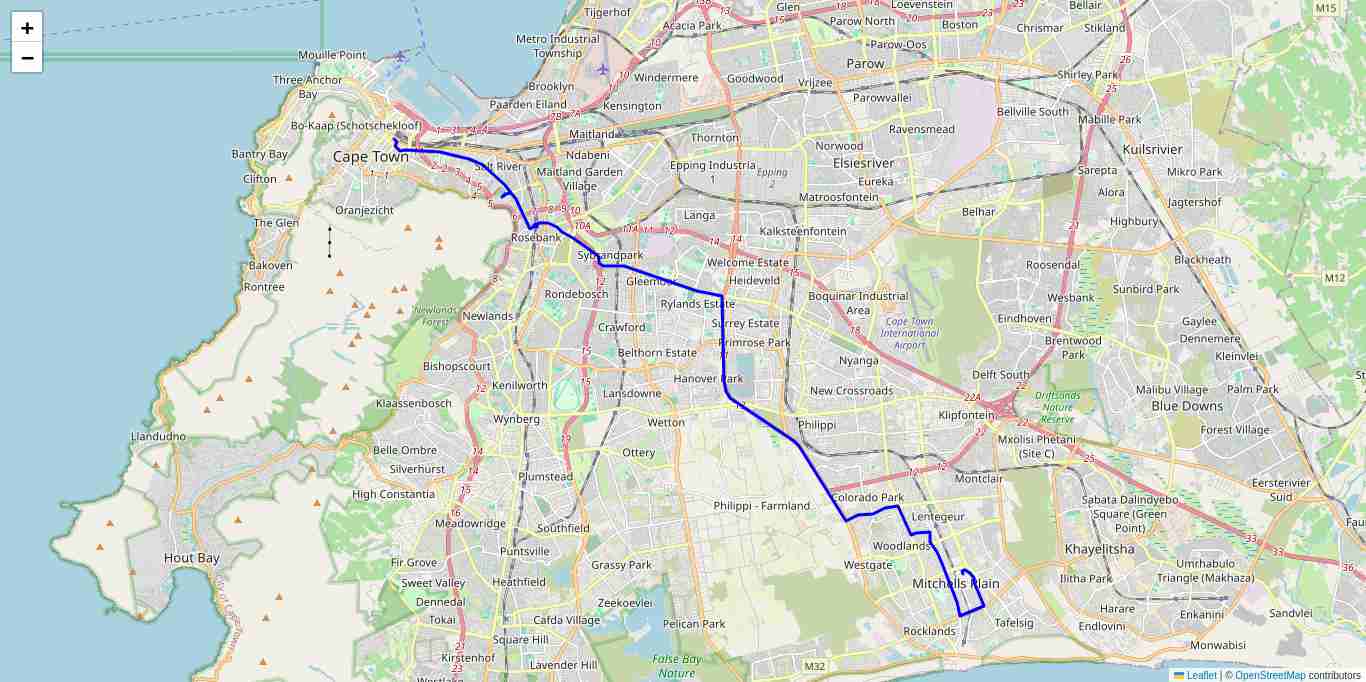 +
−
Tijgerhof
Acacia Park
Glen
Loevenstein
Parow North
Boston
Bellair
Stikland
Chrismar
M15
Metro Industrial
Township
Parow-Oos
Parow
Mouille Point
Three Anchor
Bay
Windermere
Goodwood
Vrijzee
Shirley Park
Brooklyn
Paarden Eiland
Kensington
Parowvallei
Bellville South
Mabille Park
Bo-Kaap (Schotschekloof)
Maitland
Thornton
Ravensmead
Norwood
Kuilsrivier
Bantry Bay
Cape Town
Salt River
Ndabeni
Maitland Garden
Village
Epping Industria
1
Epping
2
Elsiesrivier
Eureka
Sarepta
Mikro Park
Clifton
Matroosfontein
Alora
Jagtershof
The Glen
Oranjezicht
Langa
Belhar
Highbury
Rosebank
Kalksteenfontein
Bakoven
Rontree
Sybrandpark
Welcome Estate
Blackheath
Roosendal
M12
Gleemoor
Heideveld
Rondebosch
Rylands Estate
Boquinar Industrial
Area
Wesbank
Sunbird Park
Newlands
Forest
Newlands
Crawford
Surrey Estate
Cape Town
International
Airport
Eindhoven
Gaylee
Dennemere
Primrose Park
Brentwood
Park
Belthorn Estate
Nyanga
Kleinvlei
Bishopscourt
Kenilworth
Hanover Park
Delft South
Lansdowne
New Crossroads
Malibu Village
Palm Park
Klaassenbosch
Driftsonds
Nature
Reserve
Blue Downs
Wynberg
Wetton
Philippi
Klipfontein
Forest Village
Llandudno
Belle Ombre
Ottery
Mxolisi Phetani
(Site C)
Silverhurst
Plumstead
Montclair
Eersterivier
Suid
High Constantia
Philippi - Farmland
Colorado Park
Sabata Dalindyebo
Square (Green
Point)
Meadowridge
Southfield
Lentegeur
Hout Bay
Puntsville
Woodlands
Khayelitsha
Fir Grove
Grassy Park
Westgate
Umrhabulo
Triangle (Makhaza)
Sweet Valley
Heathfield
Mitchells Plain
Ilitha Park
Dennedal
Zeekoevlei
Harare
Enkanini
Sandvlei
Tokai
Cafda Village
Pelican Park
Rocklands
Tafelsig
Endlovini
Square Hill
Monwabisi
Kirstenhof
Lavender Hill
False Bay
Nature
M32
Westlake
Leaflet | © OpenStreetMap contributors